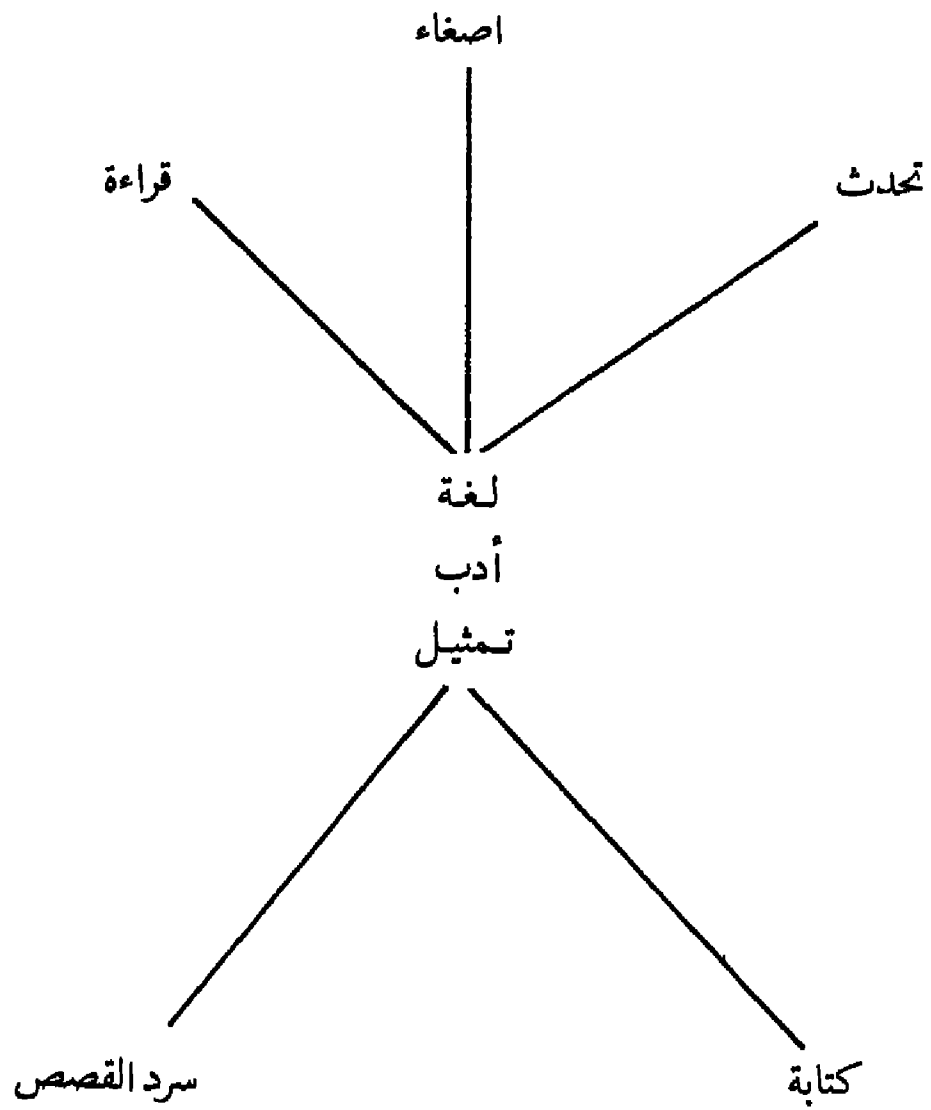 اصغاء
تحدث
قراءة
لغة
أدب
تمثيل
كتابة
سرد القصص